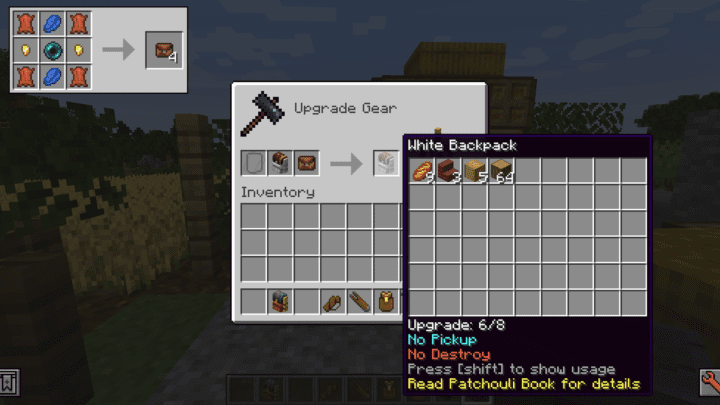 4
Upgrade Gear
White Backpack
9 3 5 64
Inventory
Upgrade: 6/8
No Pickup
No Destroy
Press [shift] to show usage
Read Patchouli Book for details